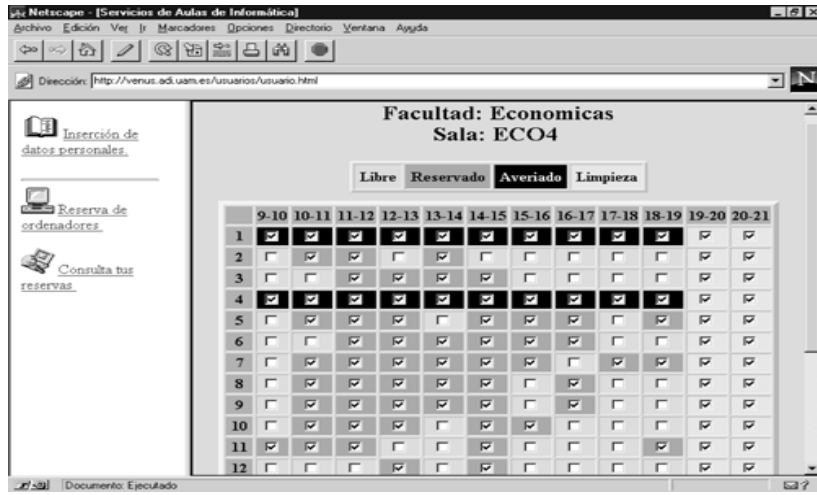 Netscape - [Servicios de Aulas de Informática]
Archivo Edición Ver Ir Marcadores Opciones Directorio Ventana Ayuda
Dirección: http://venus.adi.uam.es/usuarios/usuario.html
N
Inserción de
datos personales.
Reserva de
ordenadores.
Consulta tus
reservas.
Facultad: Economicas
Sala: ECO4
Libre Reservado Averiado Limpieza
9-10 10-11 11-12 12-13 13-14 14-15 15-16 16-17 17-18 18-19 19-20 20-21
1
2
3
4
5
6
7
8
9
10
11
12
Documento: Ejecutado